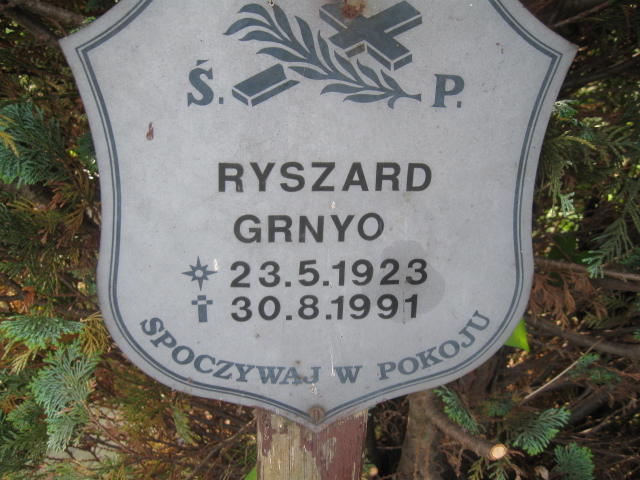 Ś. P.
RYSZARD
GRNYO
23.5.1923
30.8.1991
SPOCZYWAJ W POKOJU